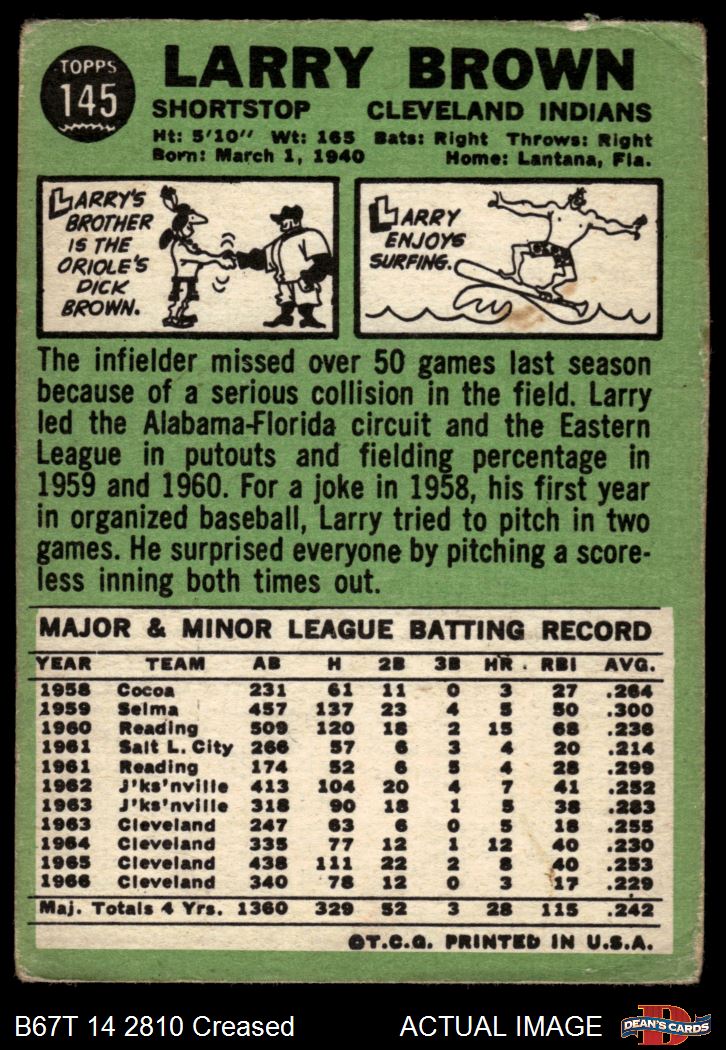 TOPPS
145
LARRY BROWN
SHORTSTOP CLEVELAND INDIANS
Ht: 5'10" Wt: 165 Bats: Right Throws: Right
Born: March 1, 1940 Home: Lantana, Fla.
LARRY'S
BROTHER
IS THE
ORIOLE'S
DICK
BROWN.
LARRY
ENJOYS
SURFING.
The infielder missed over 50 games last season
because of a serious collision in the field. Larry
led the Alabama-Florida circuit and the Eastern
League in putouts and fielding percentage in
1959 and 1960. For a joke in 1958, his first year
in organized baseball, Larry tried to pitch in two
games. He surprised everyone by pitching a score-
less inning both times out.
MAJOR & MINOR LEAGUE BATTING RECORD
YEAR TEAM AB H 2B 3B HR. RBI AVG.
1958 Cocoa 231 61 11 0 3 27 .264
1959 Selma 457 137 23 4 5 50 .300
1960 Reading 509 120 18 2 15 68 .236
1961 Salt L. City 266 57 6 3 4 20 .214
1961 Reading 174 52 6 5 4 28 .299
1962 J'ks'nville 413 104 20 4 7 41 .252
1963 J'ks'nville 318 90 18 1 5 38 .283
1963 Cleveland 247 63 6 0 5 18 .255
1964 Cleveland 335 77 12 1 12 40 .230
1965 Cleveland 438 111 22 2 8 40 .253
1966 Cleveland 340 78 12 0 3 17 .229
Maj. Totals 4 Yrs. 1360 329 52 3 28 115 .242
©T.C.G. PRINTED IN U.S.A.
B67T 14 2810 Creased ACTUAL IMAGE
D
DEAN'S CARDS